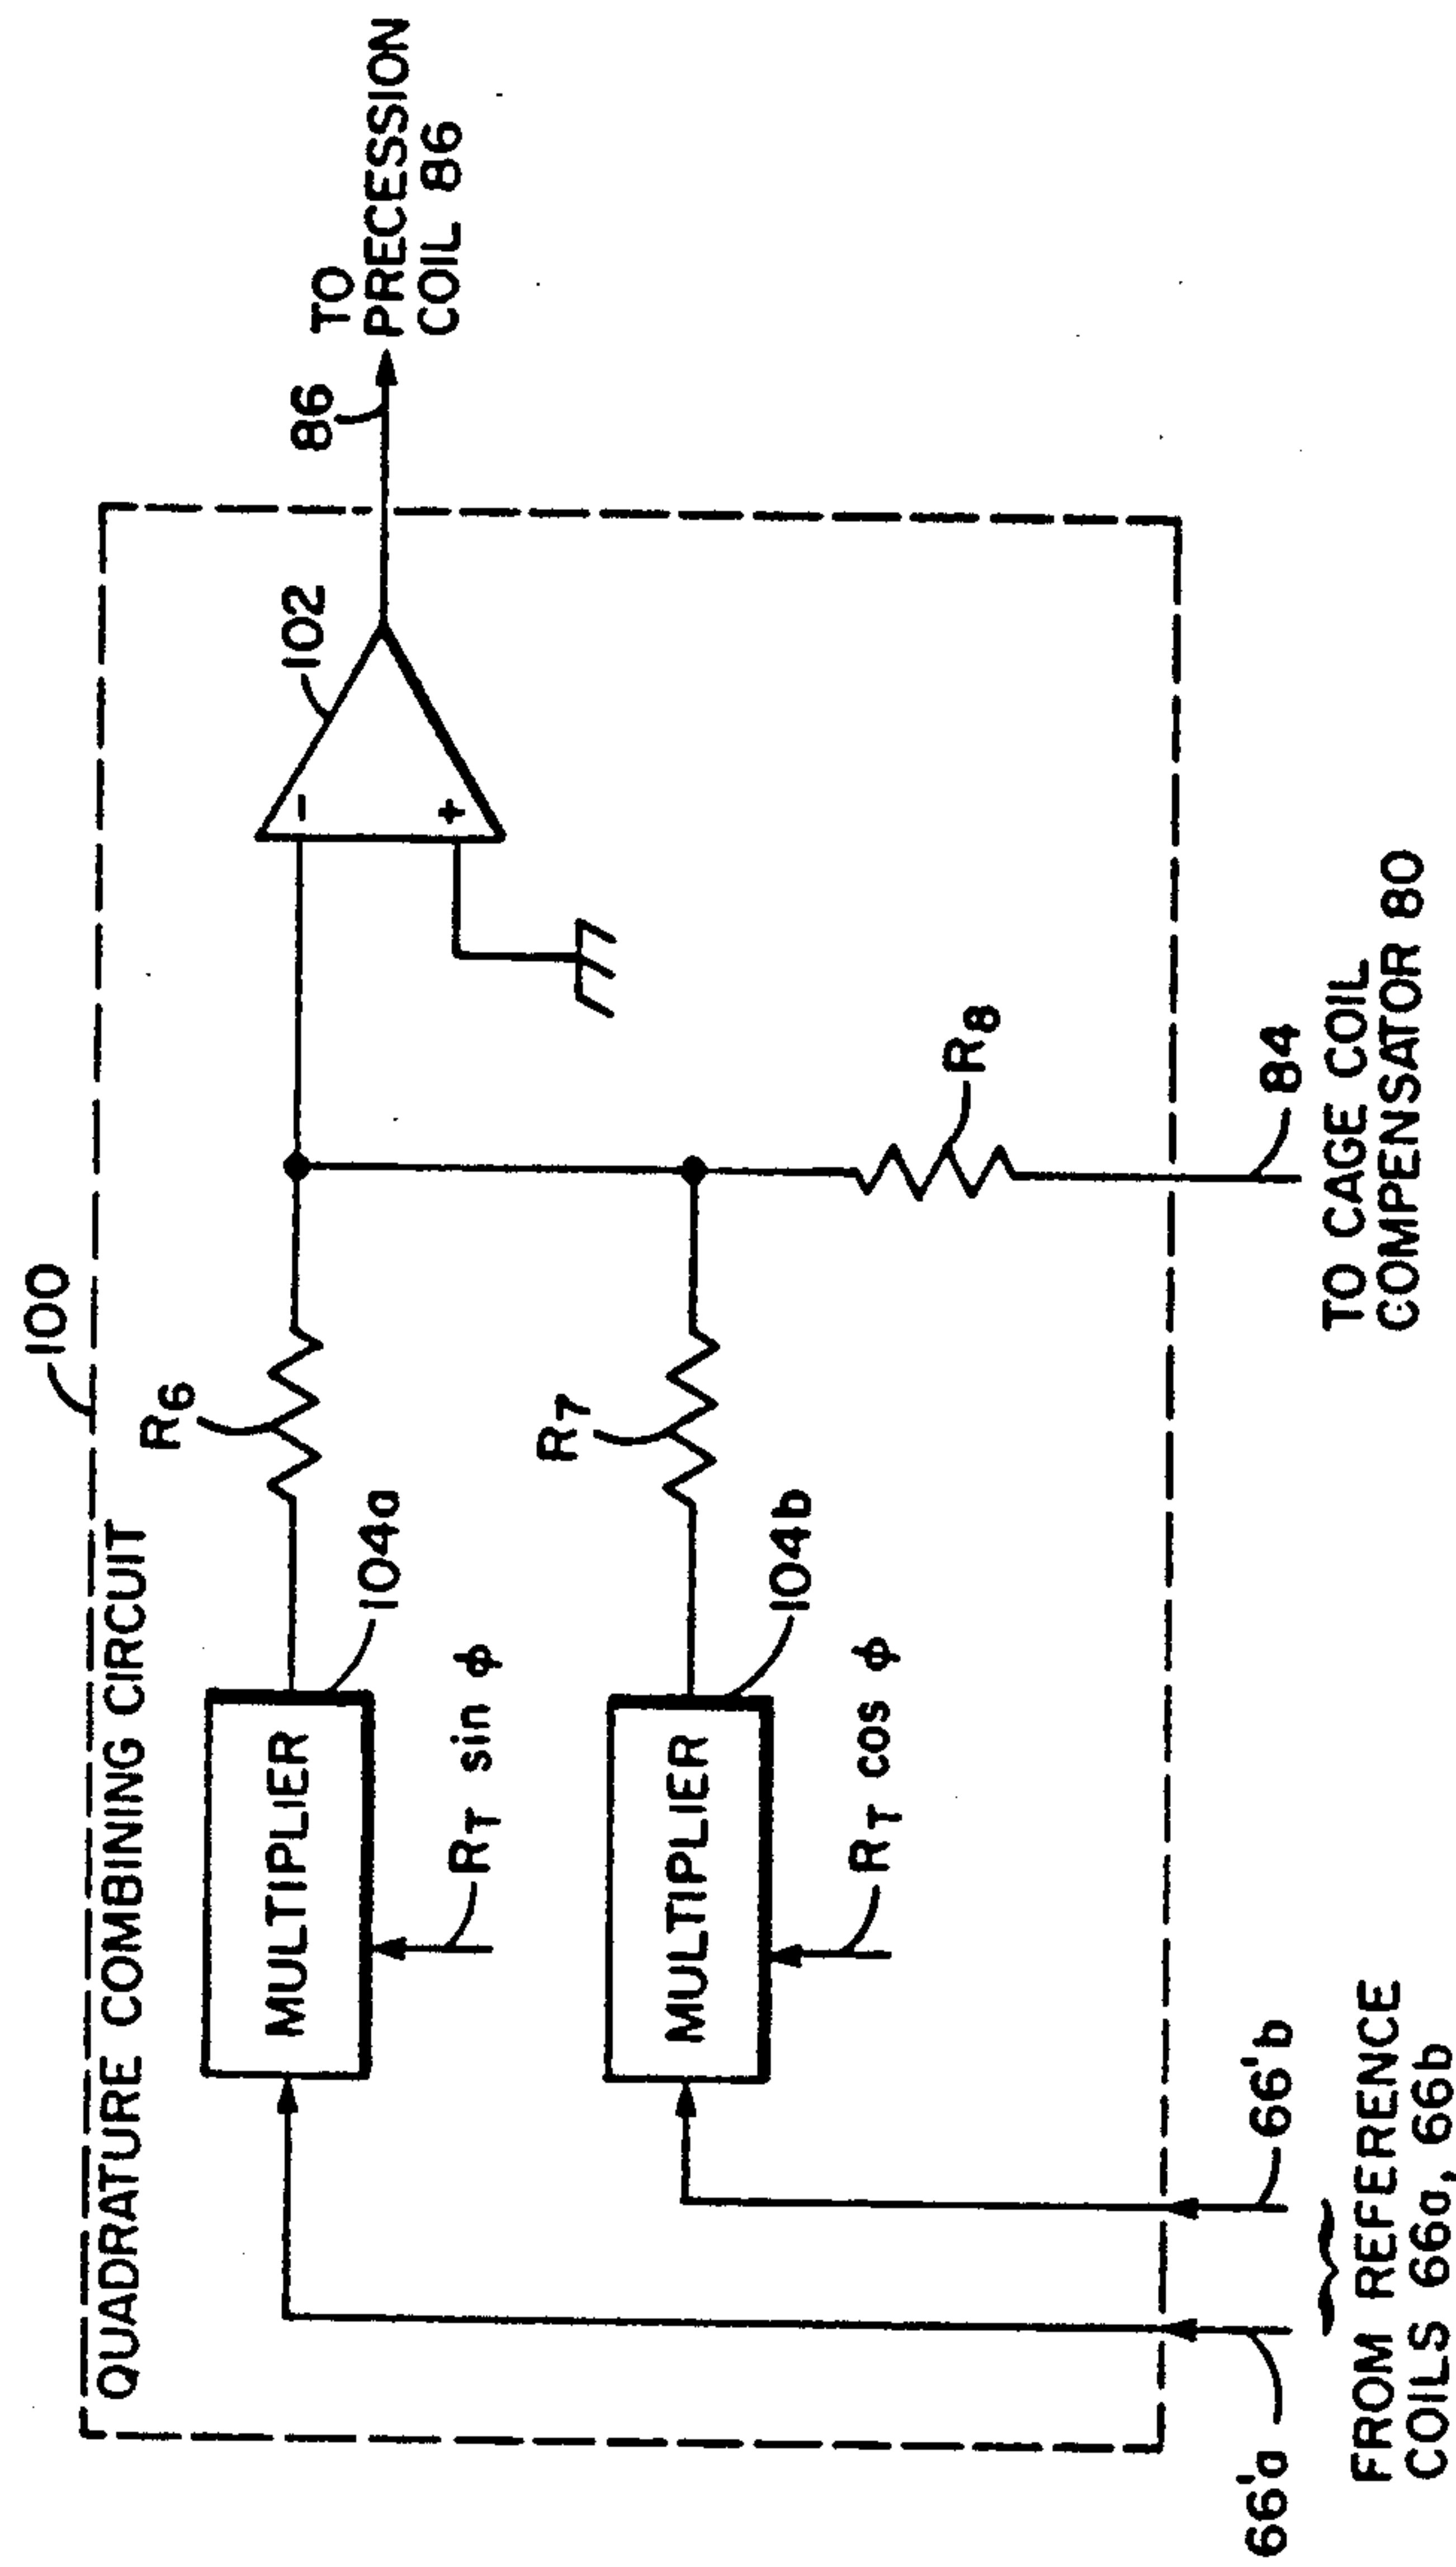 100
QUADRATURE COMBINING CIRCUIT
R6
102
86
TO
PRECESSION
COIL 86
MULTIPLIER
104a
-
+
RT sin ϕ
R7
MULTIPLIER
104b
RT cos ϕ
R8
66'a
66'b
84
FROM REFERENCE
COILS 66a, 66b
TO CAGE COIL
COMPENSATOR 80